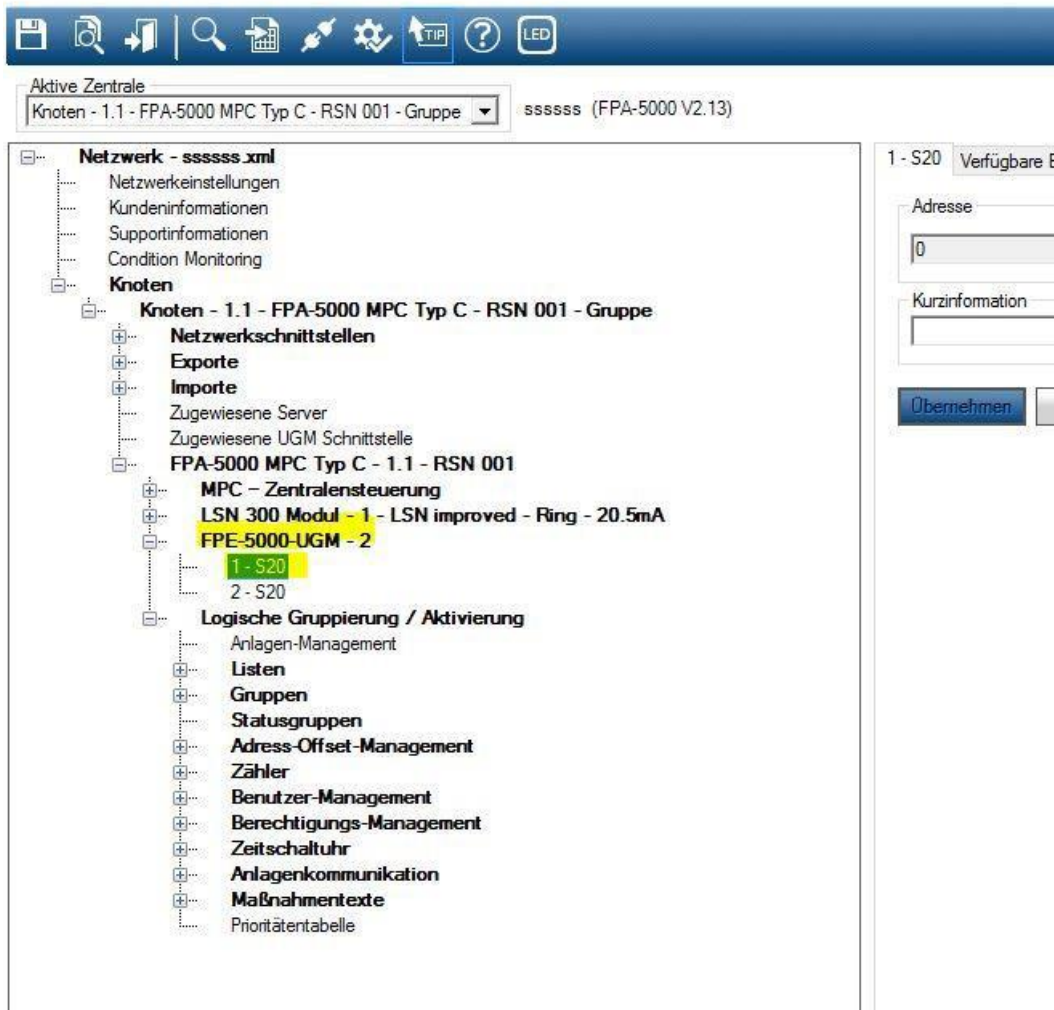 TIP
?
LED
Aktive Zentrale
Knoten - 1.1 - FPA-5000 MPC Typ C - RSN 001 - Gruppe
ssssss (FPA-5000 V2.13)
Netzwerk - ssssss.xml
Netzwerkeinstellungen
Kundeninformationen
Supportinformationen
Condition Monitoring
Knoten
Knoten - 1.1 - FPA-5000 MPC Typ C - RSN 001 - Gruppe
Netzwerkschnittstellen
Exporte
Importe
Zugewiesene Server
Zugewiesene UGM Schnittstelle
FPA-5000 MPC Typ C - 1.1 - RSN 001
MPC – Zentralensteuerung
LSN 300 Modul - 1 - LSN improved - Ring - 20.5mA
FPE-5000-UGM - 2
1 - S20
2 - S20
Logische Gruppierung / Aktivierung
Anlagen-Management
Listen
Gruppen
Statusgruppen
Adress-Offset-Management
Zähler
Benutzer-Management
Berechtigungs-Management
Zeitschaltuhr
Anlagenkommunikation
Maßnahmentexte
Prioritätentabelle
1 - S20 Verfügbare
Adresse
0
Kurzinformation
Übernehmen